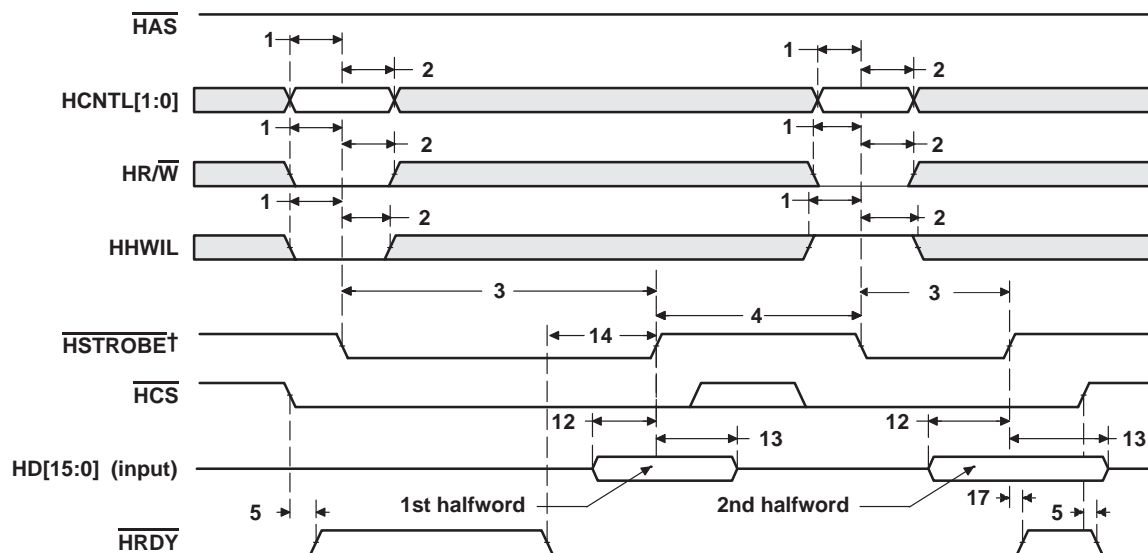 HAS
1
1
2
2
HCNTL[1:0]
1
1
2
2
HR/W
1
1
2
2
HHWIL
3
3
4
14
HSTROBE†
HCS
12
13
12
13
HD[15:0] (input)
1st halfword
2nd halfword
17
5
5
HRDY